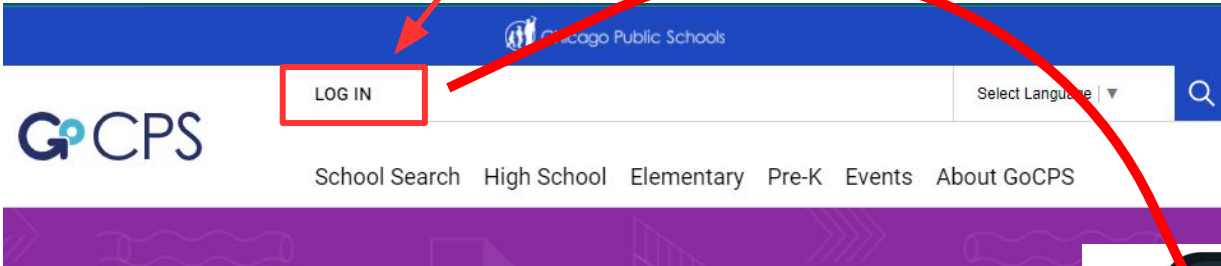 Chicago Public Schools
LOG IN
Select Language
GoCPS
School Search High School Elementary Pre-K Events About GoCPS